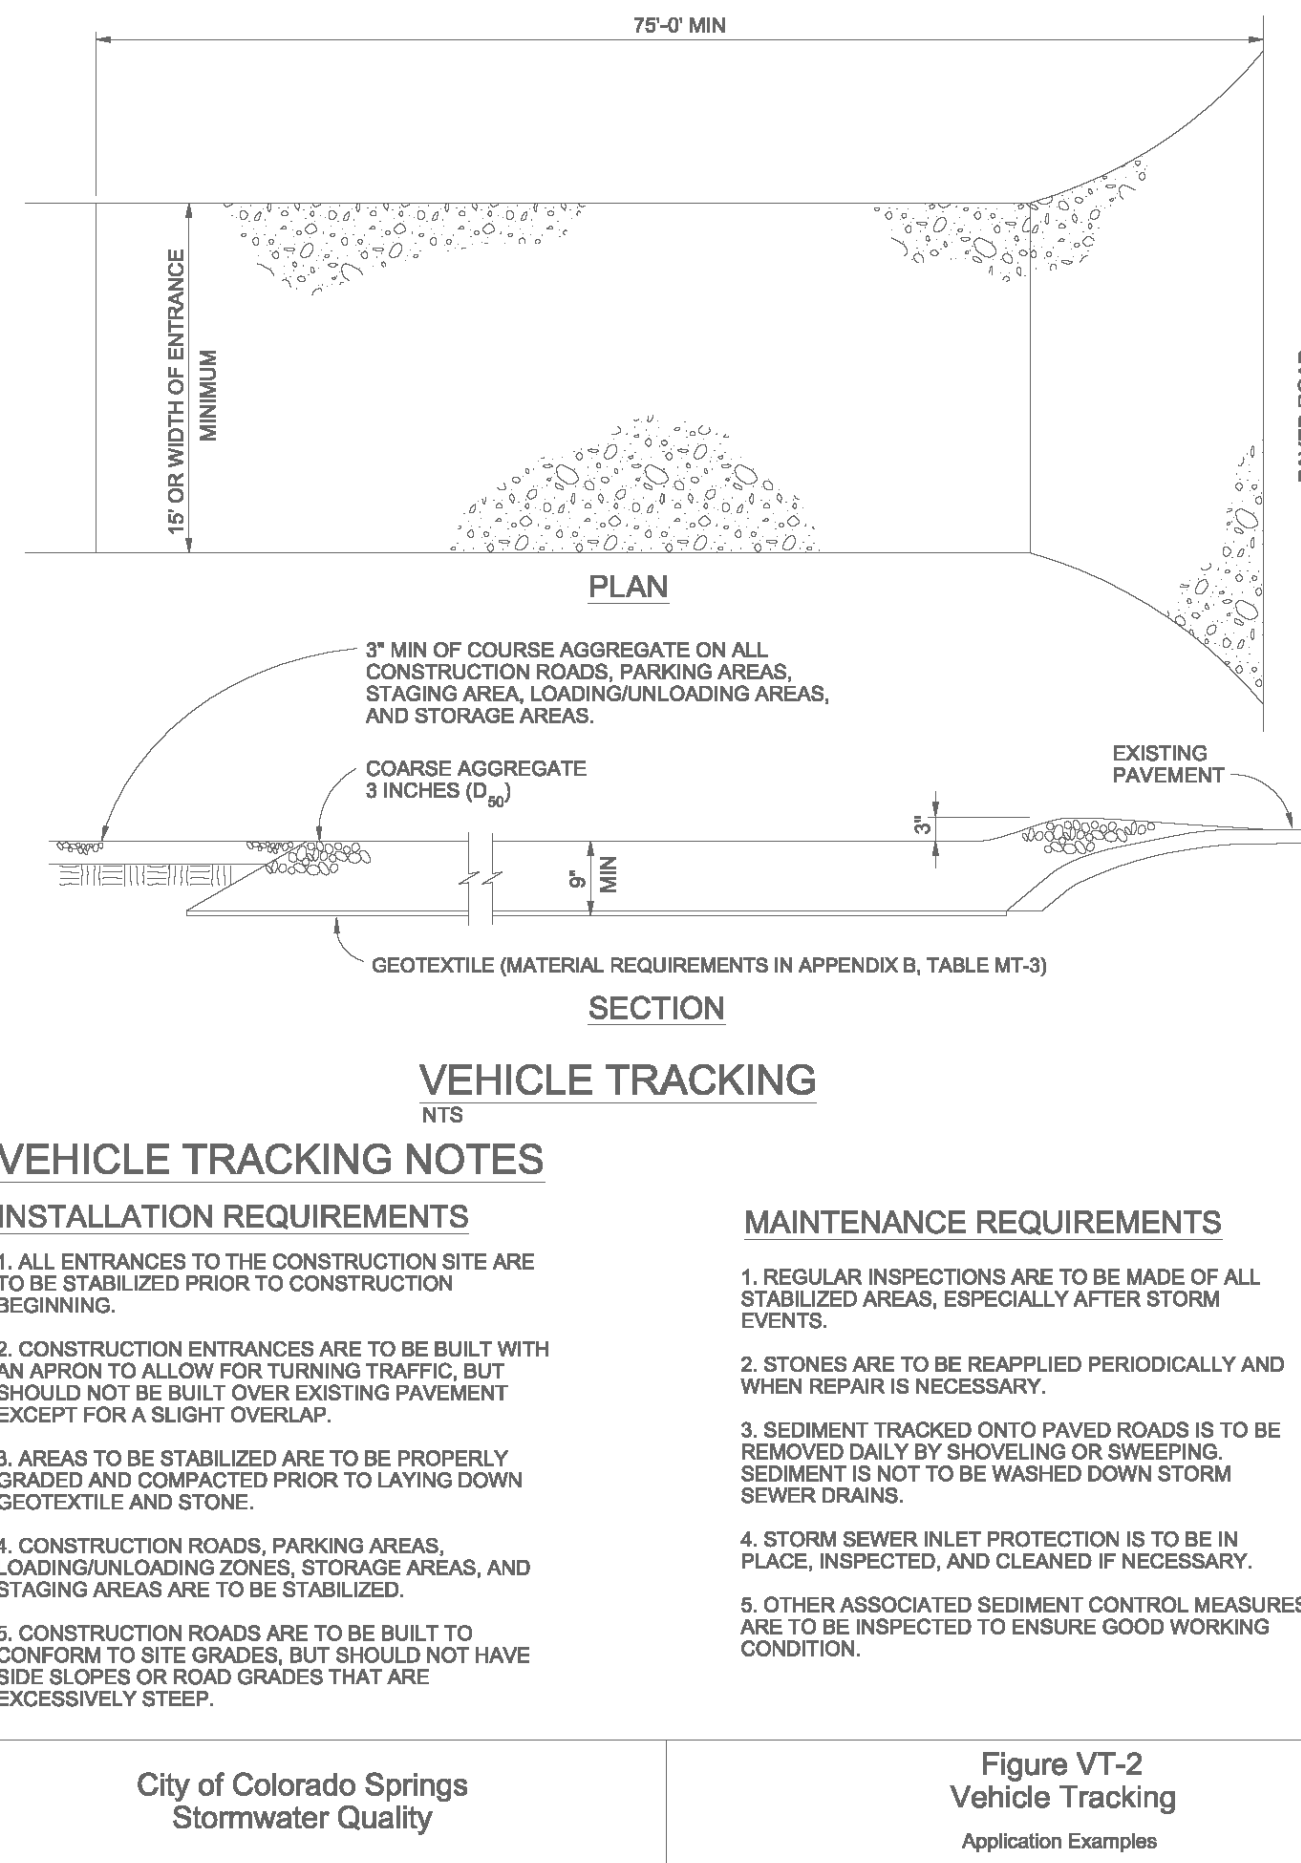 75'-0' MIN
15' OR WIDTH OF ENTRANCE
MINIMUM
PLAN
3" MIN OF COURSE AGGREGATE ON ALL
CONSTRUCTION ROADS, PARKING AREAS,
STAGING AREA, LOADING/UNLOADING AREAS,
AND STORAGE AREAS.
COARSE AGGREGATE
3 INCHES (D50)
EXISTING
PAVEMENT
3"
9"
MIN
GEOTEXTILE (MATERIAL REQUIREMENTS IN APPENDIX B, TABLE MT-3)
SECTION
VEHICLE TRACKING
NTS
VEHICLE TRACKING NOTES
INSTALLATION REQUIREMENTS
1. ALL ENTRANCES TO THE CONSTRUCTION SITE ARE
TO BE STABILIZED PRIOR TO CONSTRUCTION
BEGINNING.
2. CONSTRUCTION ENTRANCES ARE TO BE BUILT WITH
AN APRON TO ALLOW FOR TURNING TRAFFIC, BUT
SHOULD NOT BE BUILT OVER EXISTING PAVEMENT
EXCEPT FOR A SLIGHT OVERLAP.
3. AREAS TO BE STABILIZED ARE TO BE PROPERLY
GRADED AND COMPACTED PRIOR TO LAYING DOWN
GEOTEXTILE AND STONE.
4. CONSTRUCTION ROADS, PARKING AREAS,
LOADING/UNLOADING ZONES, STORAGE AREAS, AND
STAGING AREAS ARE TO BE STABILIZED.
5. CONSTRUCTION ROADS ARE TO BE BUILT TO
CONFORM TO SITE GRADES, BUT SHOULD NOT HAVE
SIDE SLOPES OR ROAD GRADES THAT ARE
EXCESSIVELY STEEP.
MAINTENANCE REQUIREMENTS
1. REGULAR INSPECTIONS ARE TO BE MADE OF ALL
STABILIZED AREAS, ESPECIALLY AFTER STORM
EVENTS.
2. STONES ARE TO BE REAPPLIED PERIODICALLY AND
WHEN REPAIR IS NECESSARY.
3. SEDIMENT TRACKED ONTO PAVED ROADS IS TO BE
REMOVED DAILY BY SHOVELING OR SWEEPING.
SEDIMENT IS NOT TO BE WASHED DOWN STORM
SEWER DRAINS.
4. STORM SEWER INLET PROTECTION IS TO BE IN
PLACE, INSPECTED, AND CLEANED IF NECESSARY.
5. OTHER ASSOCIATED SEDIMENT CONTROL MEASURES
ARE TO BE INSPECTED TO ENSURE GOOD WORKING
CONDITION.
City of Colorado Springs
Stormwater Quality
Figure VT-2
Vehicle Tracking
Application Examples